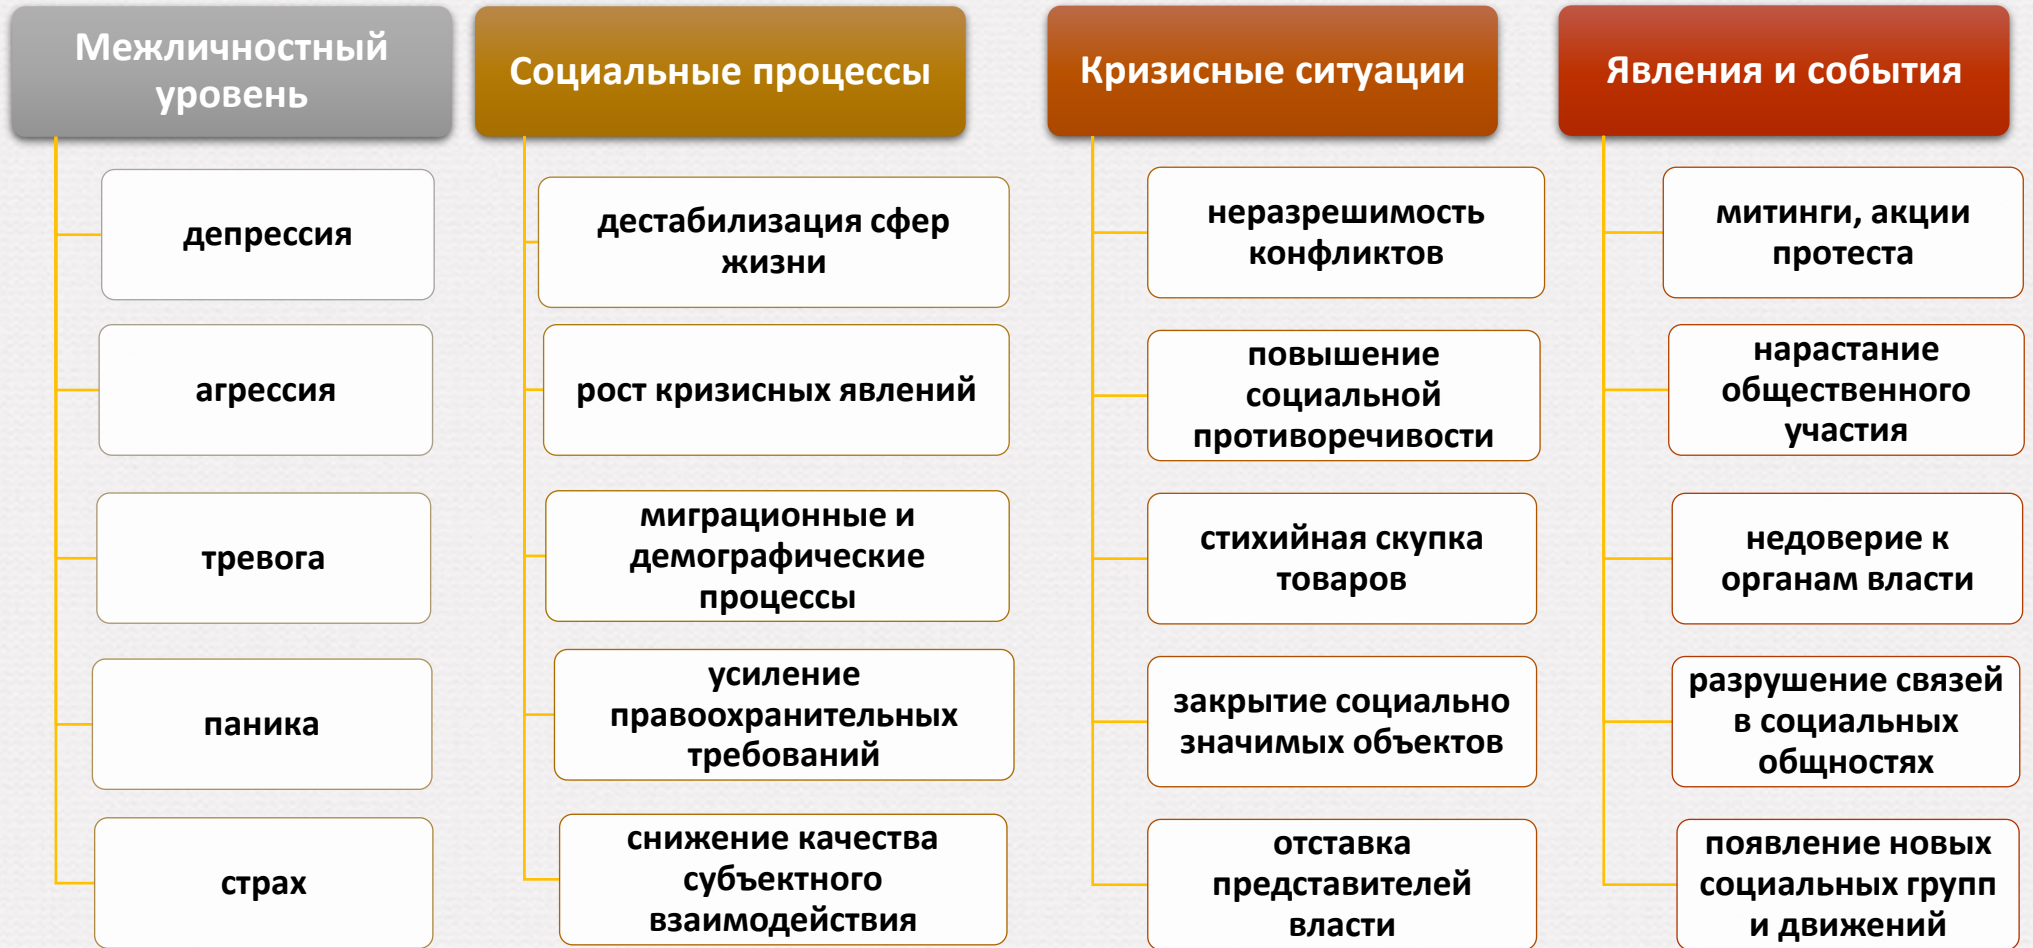 Межличностный
уровень
депрессия
агрессия
тревога
паника
страх
Социальные процессы
дестабилизация сфер
жизни
рост кризисных явлений
миграционные и
демографические
процессы
усиление
правоохранительных
требований
снижение качества
субъектного
взаимодействия
Кризисные ситуации
неразрешимость
конфликтов
повышение
социальной
противоречивости
стихийная скупка
товаров
закрытие социально
значимых объектов
отставка
представителей
власти
Явления и события
митинги, акции
протеста
нарастание
общественного
участия
недоверие к
органам власти
разрушение связей
в социальных
общностях
появление новых
социальных групп
и движений